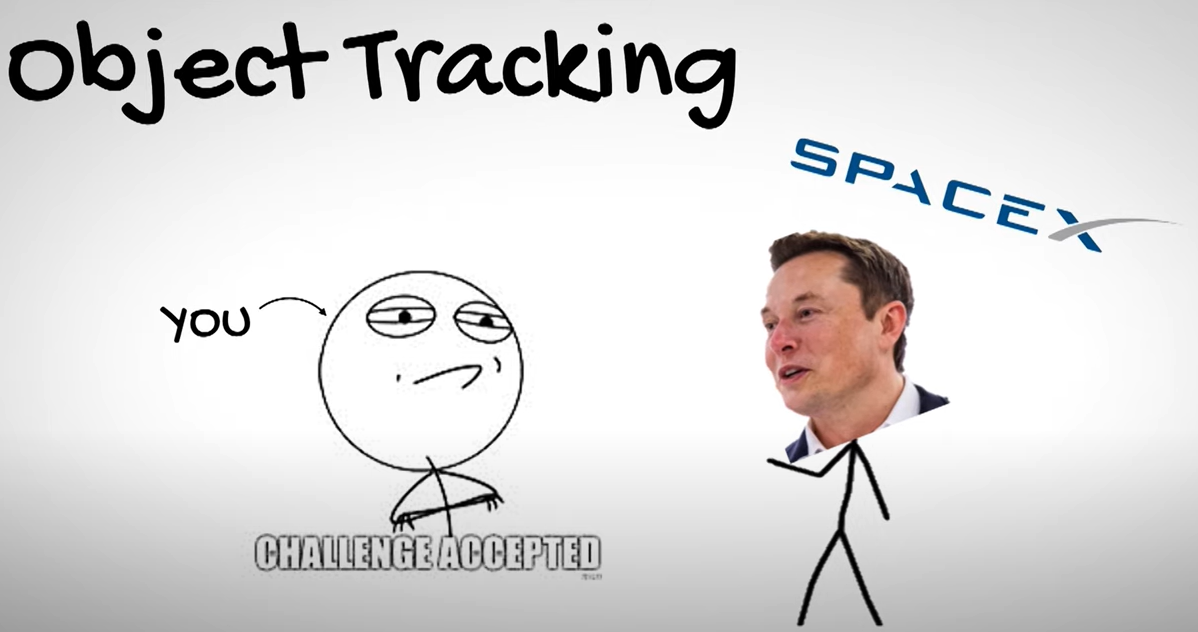 Object Tracking
SPACEX
YOU
CHALLENGE ACCEPTED